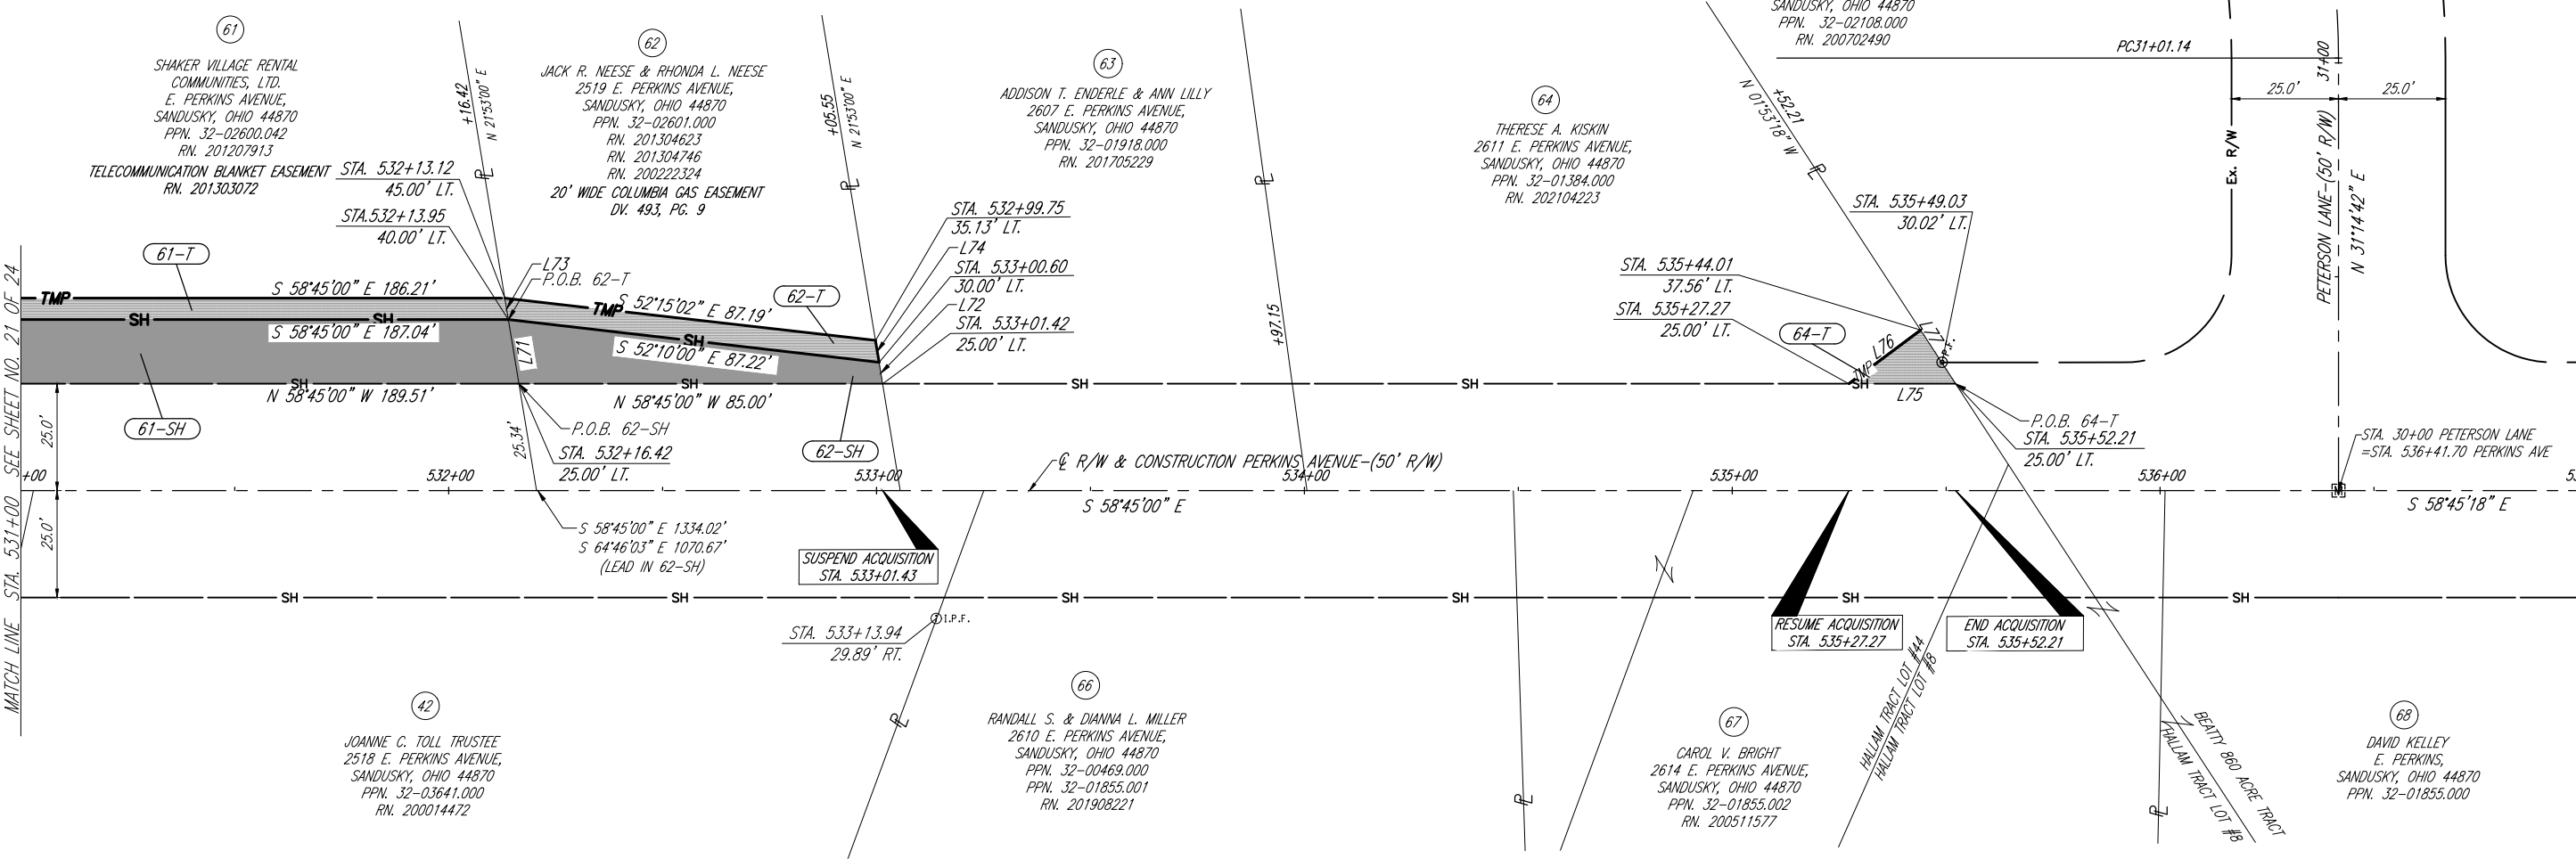 61
SHAKER VILLAGE RENTAL
COMMUNITIES, LTD.
E. PERKINS AVENUE,
SANDUSKY, OHIO 44870
PPN. 32-02600.042
RN. 201207913
TELECOMMUNICATION BLANKET EASEMENT
RN. 201303072
STA. 532+13.12
45.00' LT.
STA.532+13.95
40.00' LT.
+16.42
N 21°53'00" E
62
JACK R. NEESE & RHONDA L. NEESE
2519 E. PERKINS AVENUE,
SANDUSKY, OHIO 44870
PPN. 32-02601.000
RN. 201304623
RN. 201304746
RN. 200222324
20' WIDE COLUMBIA GAS EASEMENT
DV. 493, PG. 9
+05.55
N 21°53'00" E
63
ADDISON T. ENDERLE & ANN LILLY
2607 E. PERKINS AVENUE,
SANDUSKY, OHIO 44870
PPN. 32-01918.000
RN. 201705229
STA. 532+99.75
35.13' LT.
L74
STA. 533+00.60
30.00' LT.
L72
STA. 533+01.42
25.00' LT.
+97.15
64
THERESE A. KISKIN
2611 E. PERKINS AVENUE,
SANDUSKY, OHIO 44870
PPN. 32-01384.000
RN. 202104223
SANDUSKY, OHIO 44870
PPN. 32-02108.000
RN. 200702490
PC31+01.14
31+00
25.0'
25.0'
+52.21
N 01°53'18" W
Ex. R/W
PETERSON LANE-(50' R/W)
N 31°14'42" E
STA. 535+49.03
30.02' LT.
STA. 535+44.01
37.56' LT.
STA. 535+27.27
25.00' LT.
64-T
TMP
L76
L77
I.P.F.
SH
L75
P.O.B. 64-T
STA. 535+52.21
25.00' LT.
61-T
TMP
S 58°45'00" E 186.21'
L73
P.O.B. 62-T
TMP
S 52°15'02" E 87.19'
62-T
SH
SH
S 58°45'00" E 187.04'
L71
SH
S 52°10'00" E 87.22'
SH
N 58°45'00" W 189.51'
SH
N 58°45'00" W 85.00'
SH
SH
61-SH
25.34'
P.O.B. 62-SH
STA. 532+16.42
25.00' LT.
62-SH
MATCH LINE STA. 531+00 SEE SHEET NO. 21 OF 24
25.0'
25.0'
+00
532+00
533+00
534+00
535+00
536+00
℄ R/W & CONSTRUCTION PERKINS AVENUE-(50' R/W)
S 58°45'00" E
STA. 30+00 PETERSON LANE
=STA. 536+41.70 PERKINS AVE
S 58°45'18" E
S 58°45'00" E 1334.02'
S 64°46'03" E 1070.67'
(LEAD IN 62-SH)
SUSPEND ACQUISITION
STA. 533+01.43
SH
SH
SH
SH
SH
SH
I.P.F.
STA. 533+13.94
29.89' RT.
RESUME ACQUISITION
STA. 535+27.27
END ACQUISITION
STA. 535+52.21
42
JOANNE C. TOLL TRUSTEE
2518 E. PERKINS AVENUE,
SANDUSKY, OHIO 44870
PPN. 32-03641.000
RN. 200014472
66
RANDALL S. & DIANNA L. MILLER
2610 E. PERKINS AVENUE,
SANDUSKY, OHIO 44870
PPN. 32-00469.000
PPN. 32-01855.001
RN. 201908221
67
CAROL V. BRIGHT
2614 E. PERKINS AVENUE,
SANDUSKY, OHIO 44870
PPN. 32-01855.002
RN. 200511577
HALLAM TRACT LOT #44
HALLAM TRACT LOT #8
BEATTY 860 ACRE TRACT
HALLAM TRACT LOT #8
68
DAVID KELLEY
E. PERKINS,
SANDUSKY, OHIO 44870
PPN. 32-01855.000